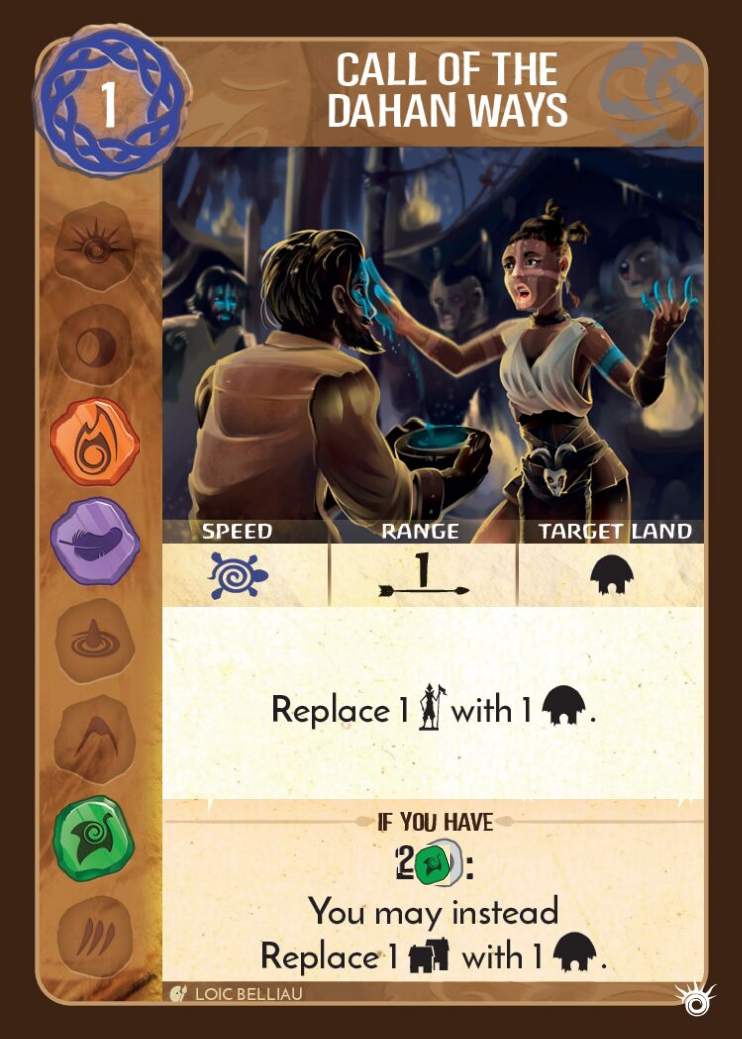 1
CALL OF THE
DAHAN WAYS
SPEED RANGE TARGET LAND
1
Replace 1 with 1 .
IF YOU HAVE
2 :
You may instead
Replace 1 with 1 .
LOIC BELLIAU